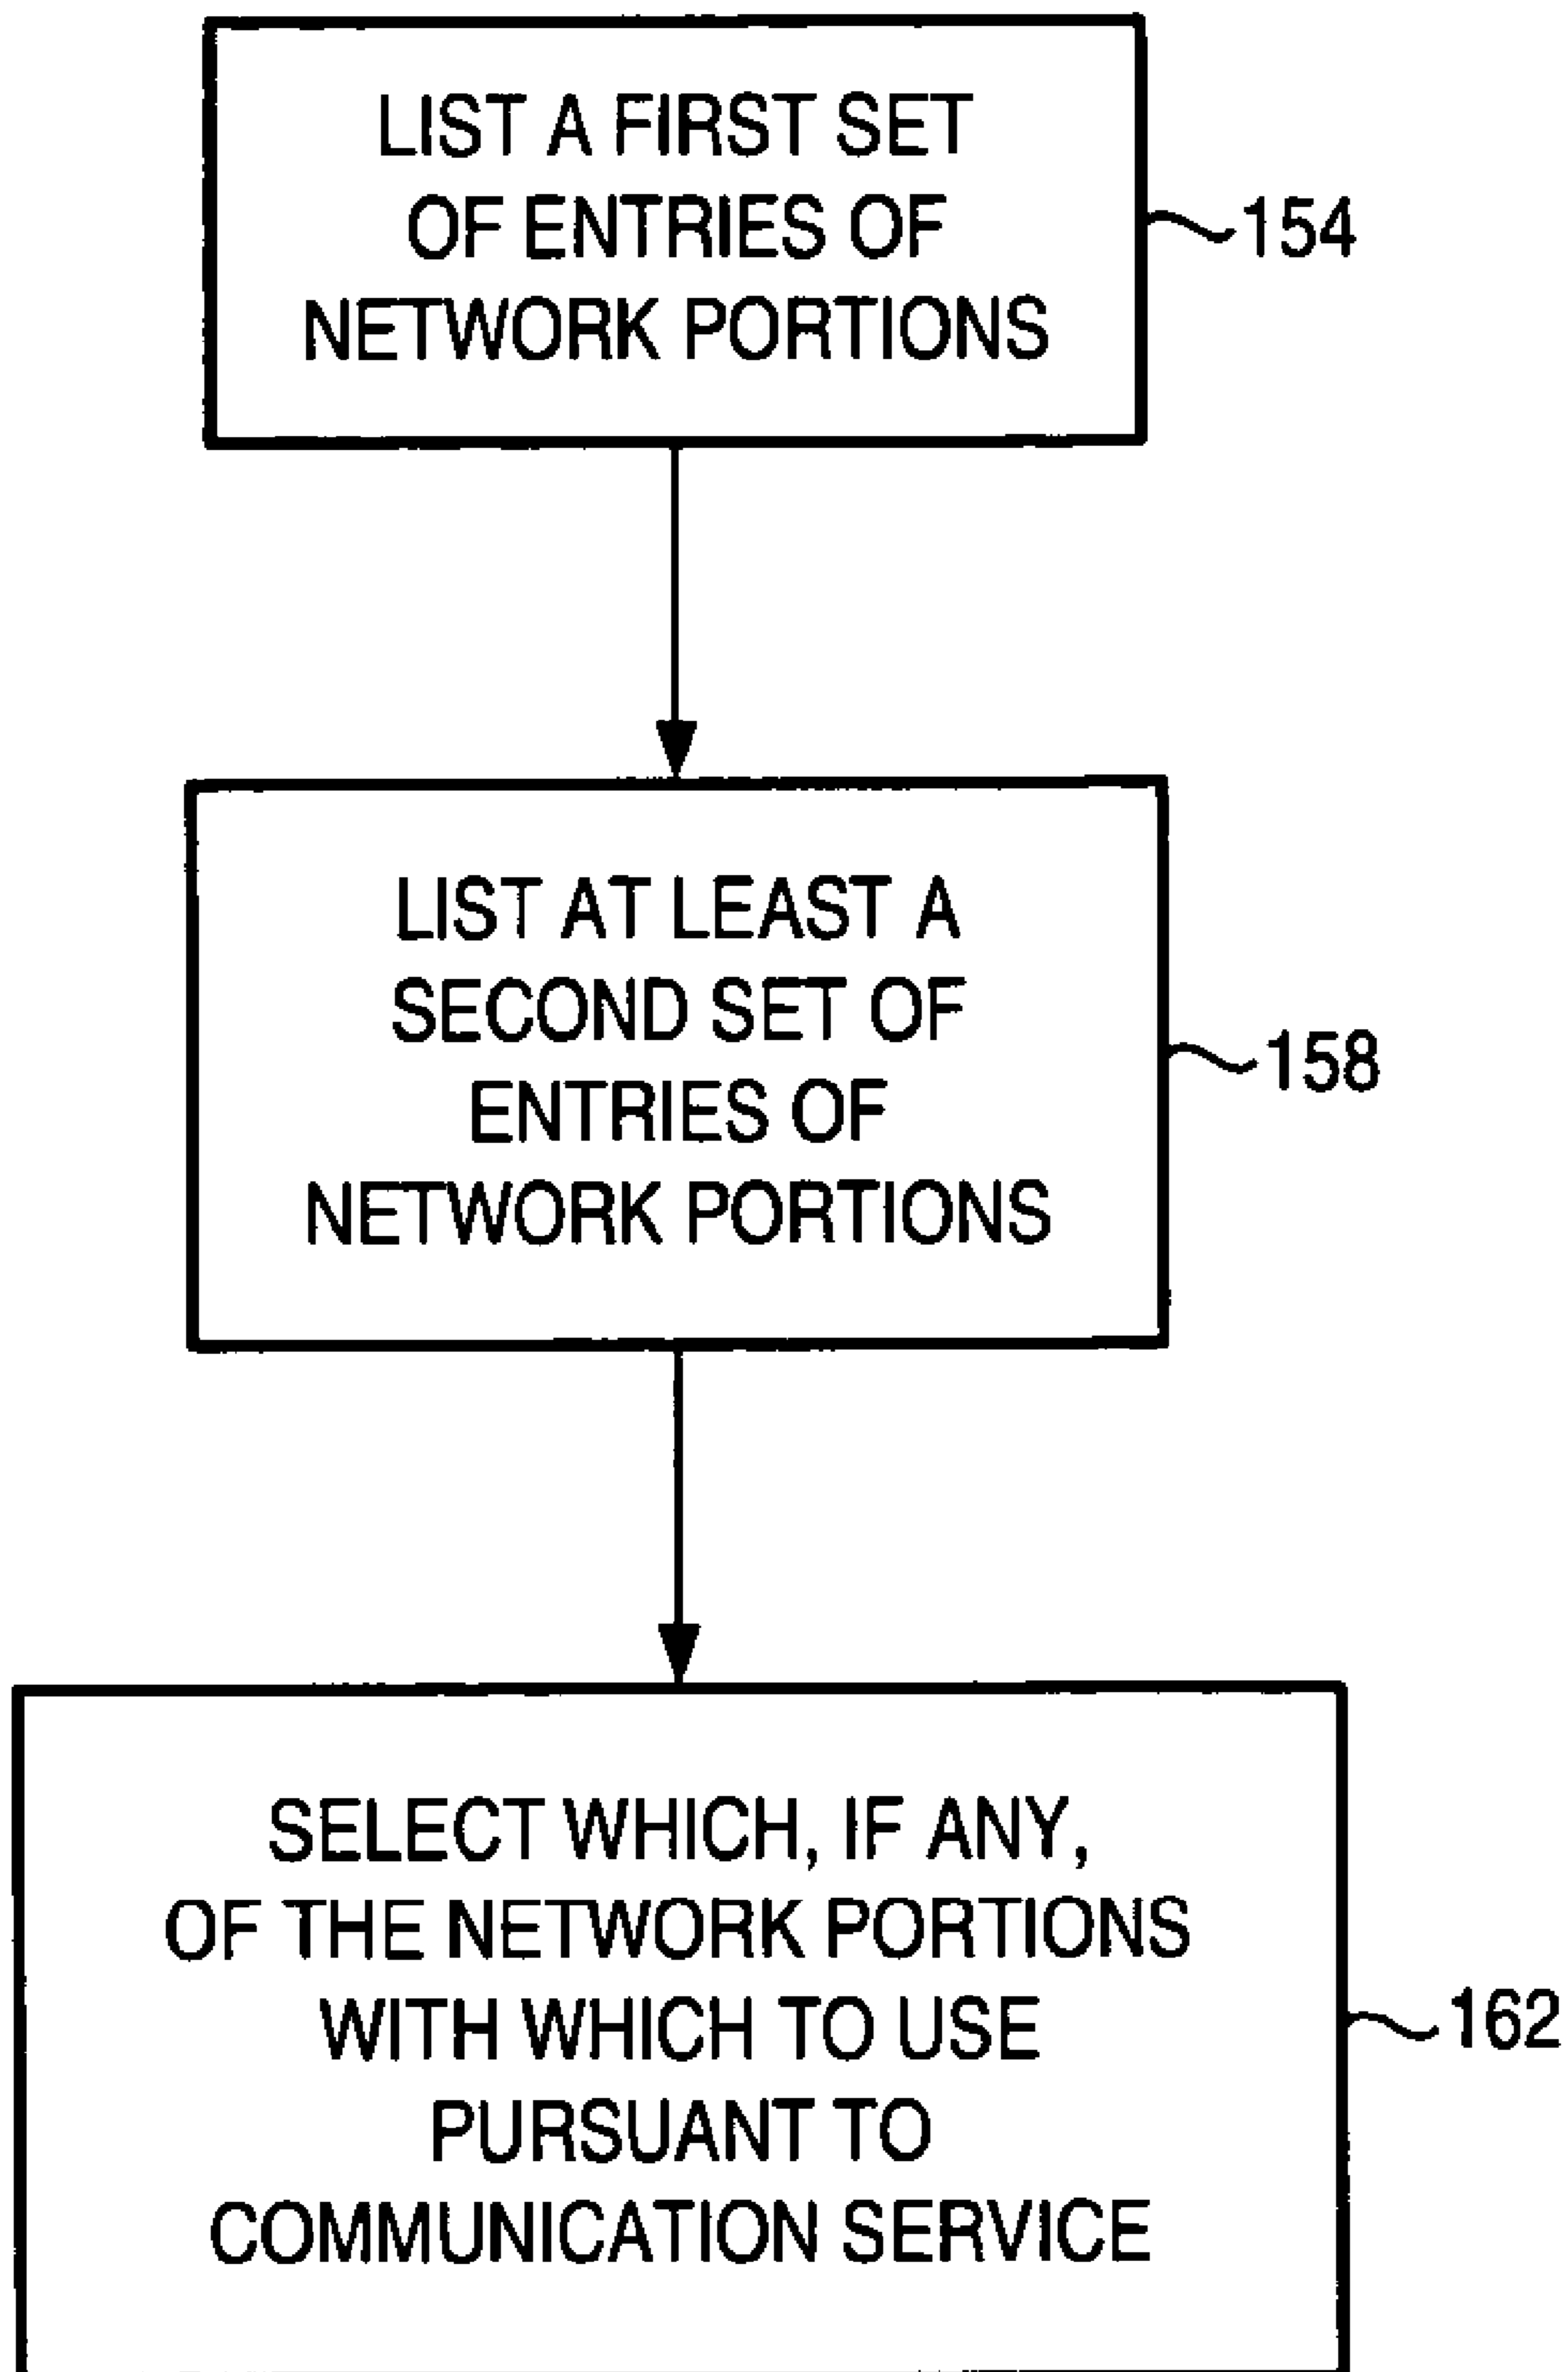 LIST A FIRST SET
OF ENTRIES OF
NETWORK PORTIONS
154
LIST AT LEAST A
SECOND SET OF
ENTRIES OF
NETWORK PORTIONS
158
SELECT WHICH, IF ANY,
OF THE NETWORK PORTIONS
WITH WHICH TO USE
PURSUANT TO
COMMUNICATION SERVICE
162